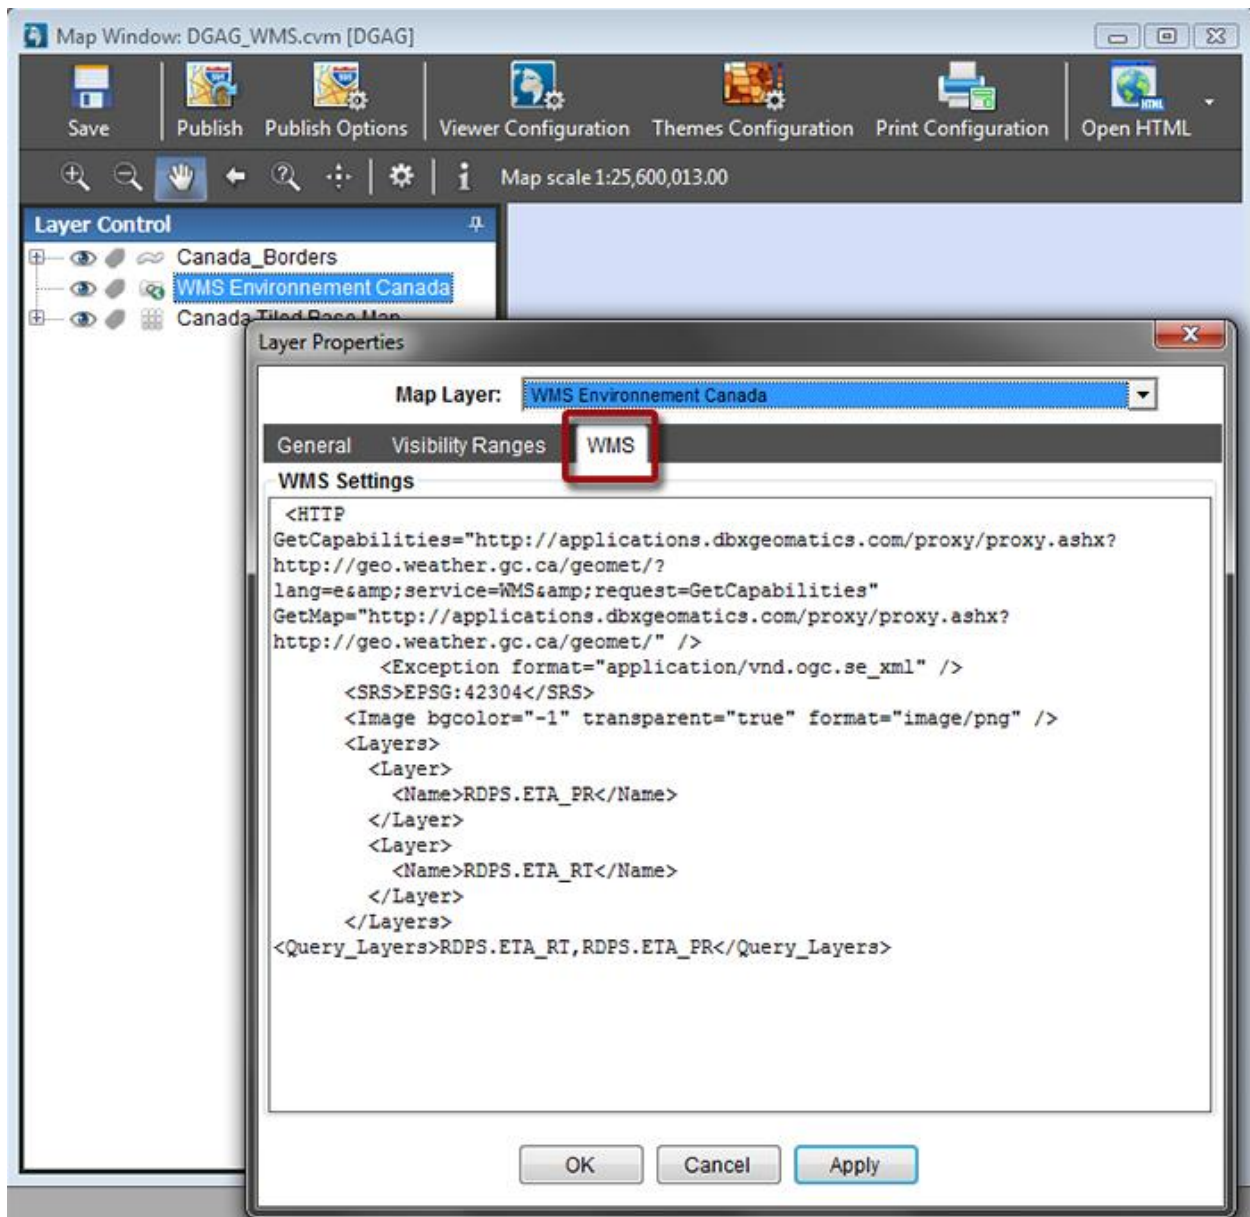 Map Window: DGAG_WMS.cvm [DGAG]
Save Publish Publish Options Viewer Configuration Themes Configuration Print Configuration HTML Open HTML
Map scale 1:25,600,013.00
Layer Control
Canada_Borders
WMS Environnement Canada
Canada Tiled Base Map
Layer Properties
Map Layer: WMS Environnement Canada
General Visibility Ranges WMS
WMS Settings
<HTTP
GetCapabilities="http://applications.dbxgeomatics.com/proxy/proxy.ashx?
http://geo.weather.gc.ca/geomet/?
lang=e&amp;service=WMS&amp;request=GetCapabilities"
GetMap="http://applications.dbxgeomatics.com/proxy/proxy.ashx?
http://geo.weather.gc.ca/geomet/" />
<Exception format="application/vnd.ogc.se_xml" />
<SRS>EPSG:42304</SRS>
<Image bgcolor="-1" transparent="true" format="image/png" />
<Layers>
<Layer>
<Name>RDPS.ETA_PR</Name>
</Layer>
<Layer>
<Name>RDPS.ETA_RT</Name>
</Layer>
</Layers>
<Query_Layers>RDPS.ETA_RT,RDPS.ETA_PR</Query_Layers>
OK Cancel Apply